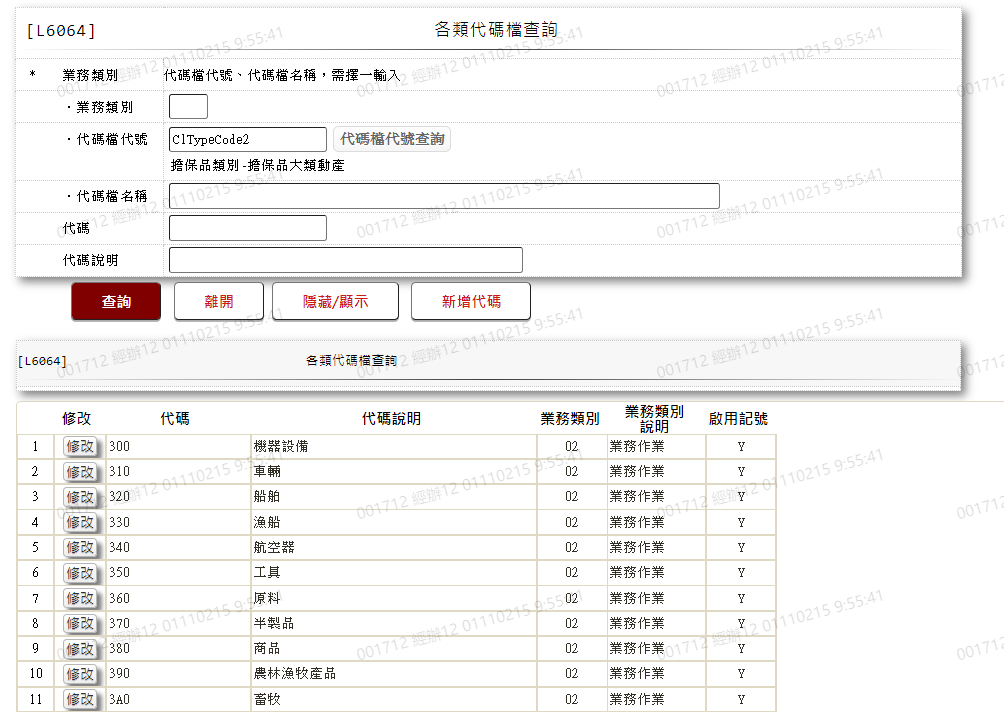 [L6064] 各類代碼檔查詢
* 業務類別 代碼檔代號、代碼檔名稱，需擇一輸入
・業務類別
・代碼檔代號 ClTypeCode2 代碼檔代號查詢
擔保品類別-擔保品大類動產
・代碼檔名稱
代碼
代碼說明
查詢 離開 隱藏/顯示 新增代碼
[L6064] 各類代碼檔查詢
修改 代碼 代碼說明 業務類別 業務類別 啟用記號
說明
1 修改 300 機器設備 02 業務作業 Y
2 修改 310 車輛 02 業務作業 Y
3 修改 320 船舶 02 業務作業 Y
4 修改 330 漁船 02 業務作業 Y
5 修改 340 航空器 02 業務作業 Y
6 修改 350 工具 02 業務作業 Y
7 修改 360 原料 02 業務作業 Y
8 修改 370 半製品 02 業務作業 Y
9 修改 380 商品 02 業務作業 Y
10 修改 390 農林漁牧產品 02 業務作業 Y
11 修改 3A0 畜牧 02 業務作業 Y
001712 經辦12 01110215 9:55:41